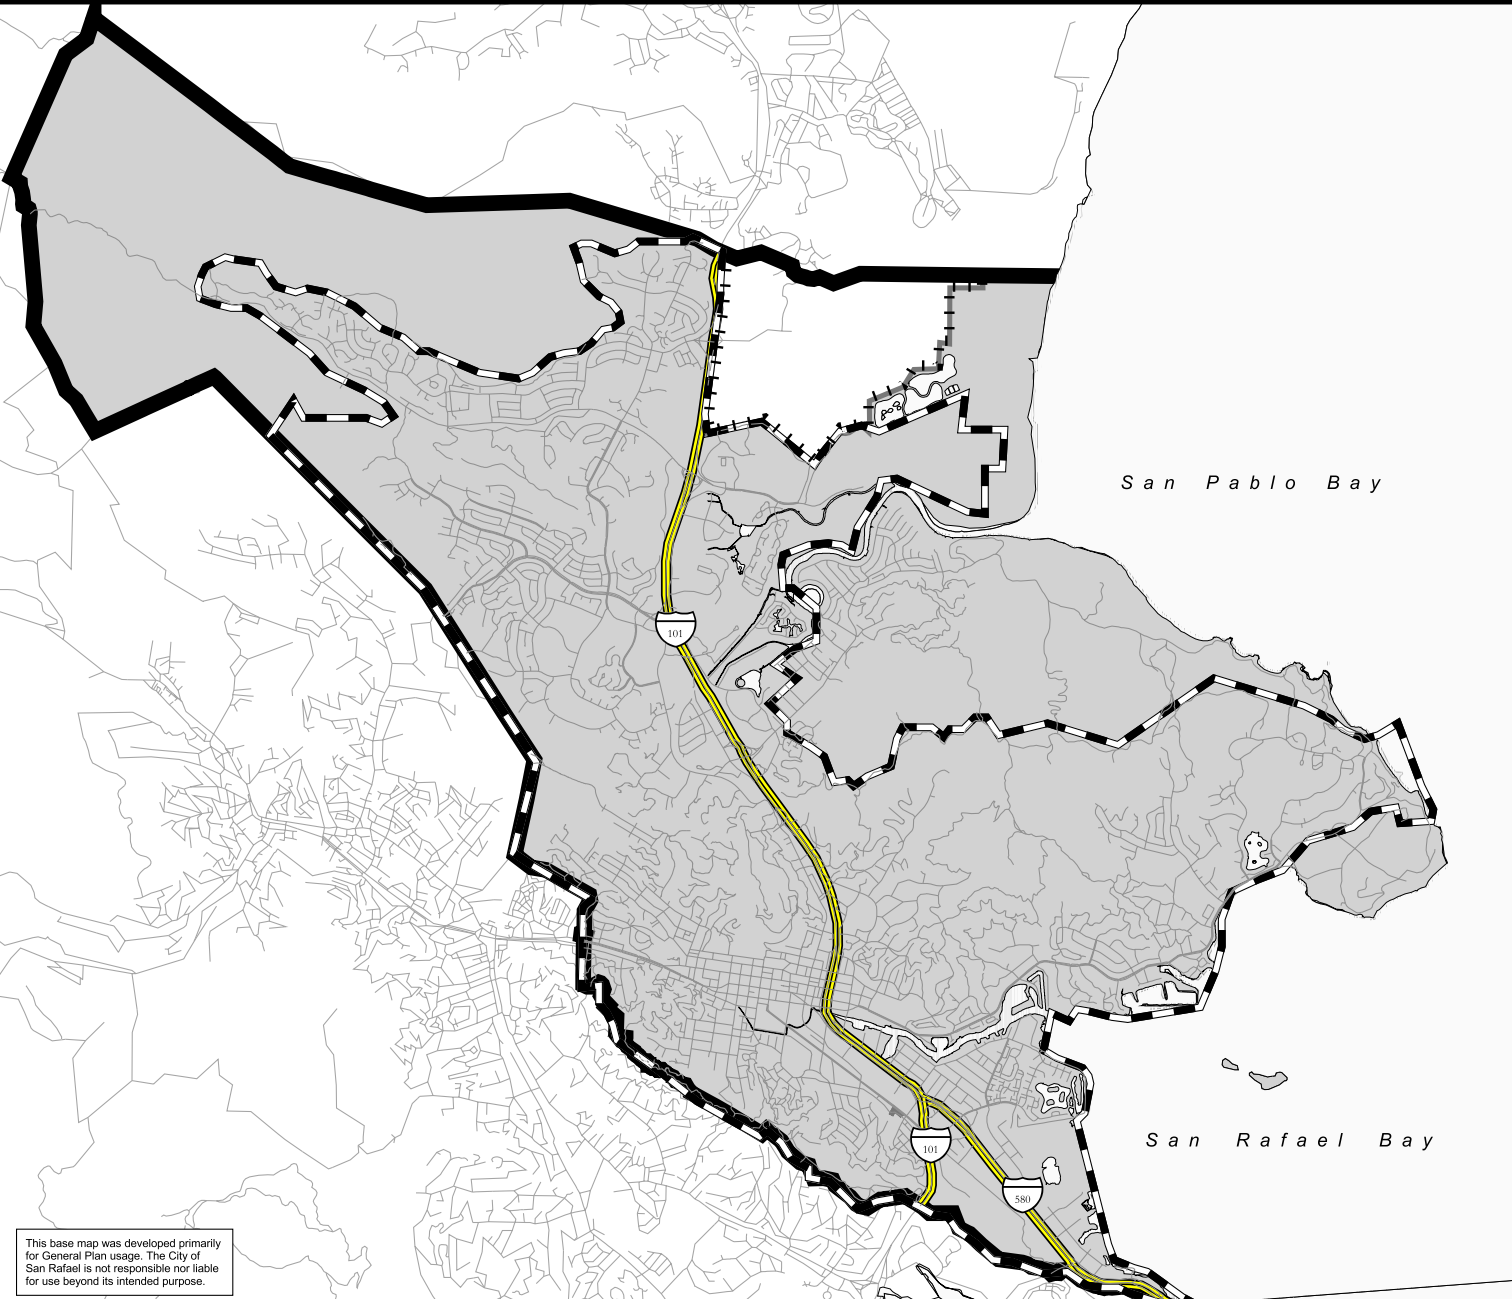 San Pablo Bay
101
San Rafael Bay
101
580
This base map was developed primarily
for General Plan usage. The City of
San Rafael is not responsible nor liable
for use beyond its intended purpose.